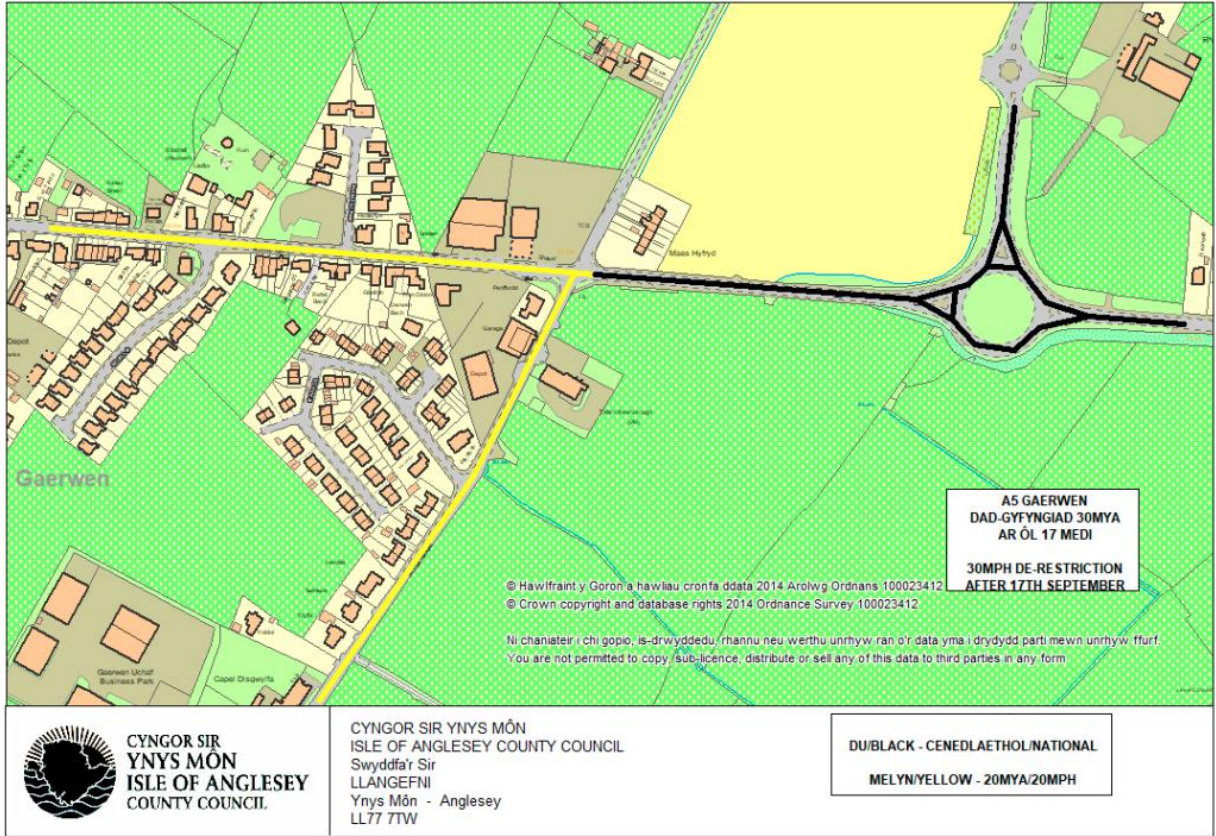 Maes Hyfryd
Garage
Depot
Depot
Gaerwen
A5 GAERWEN
DAD-GYFYNGIAD 30MYA
AR ÔL 17 MEDI
30MPH DE-RESTRICTION
AFTER 17TH SEPTEMBER
© Hawlfraint y Goron a hawliau cronfa ddata 2014 Arolwg Ordnans 100023412
© Crown copyright and database rights 2014 Ordnance Survey 100023412
Ni chaniateir i chi gopio, is-drwyddedu, rhannu neu werthu unrhyw ran o'r data yma i drydydd parti mewn unrhyw ffurf.
You are not permitted to copy, sub-licence, distribute or sell any of this data to third parties in any form
Gaerwen Uchaf
Business Park
Capel Disgwylfa
CYNGOR SIR
YNYS MÔN
ISLE OF ANGLESEY
COUNTY COUNCIL
CYNGOR SIR YNYS MÔN
ISLE OF ANGLESEY COUNTY COUNCIL
Swyddfa'r Sir
LLANGEFNI
Ynys Môn - Anglesey
LL77 7TW
DU/BLACK - CENEDLAETHOL/NATIONAL
MELYN/YELLOW - 20MYA/20MPH